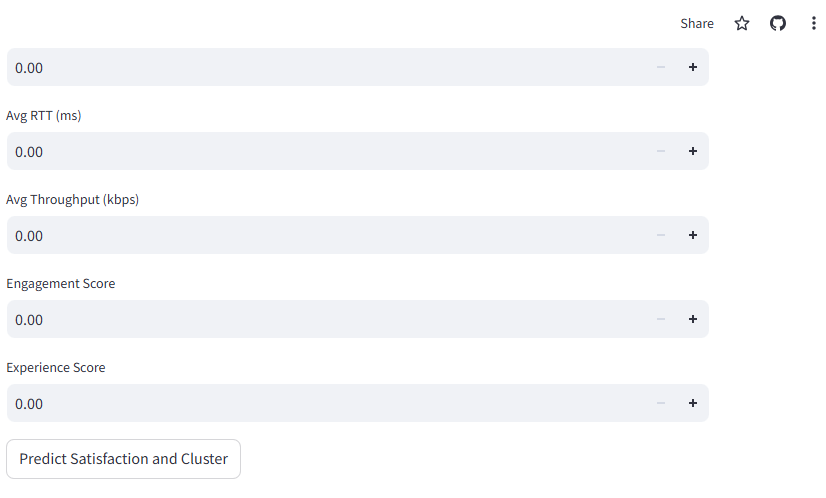 Share
0.00
Avg RTT (ms)
0.00
Avg Throughput (kbps)
0.00
Engagement Score
0.00
Experience Score
0.00
Predict Satisfaction and Cluster